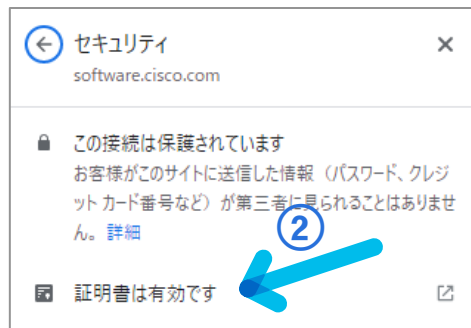 セキュリティ
software.cisco.com
この接続は保護されています
お客様がこのサイトに送信した情報（パスワード、クレジ
ット カード番号など）が第三者に見られることはありませ
ん。 詳細
②
証明書は有効です